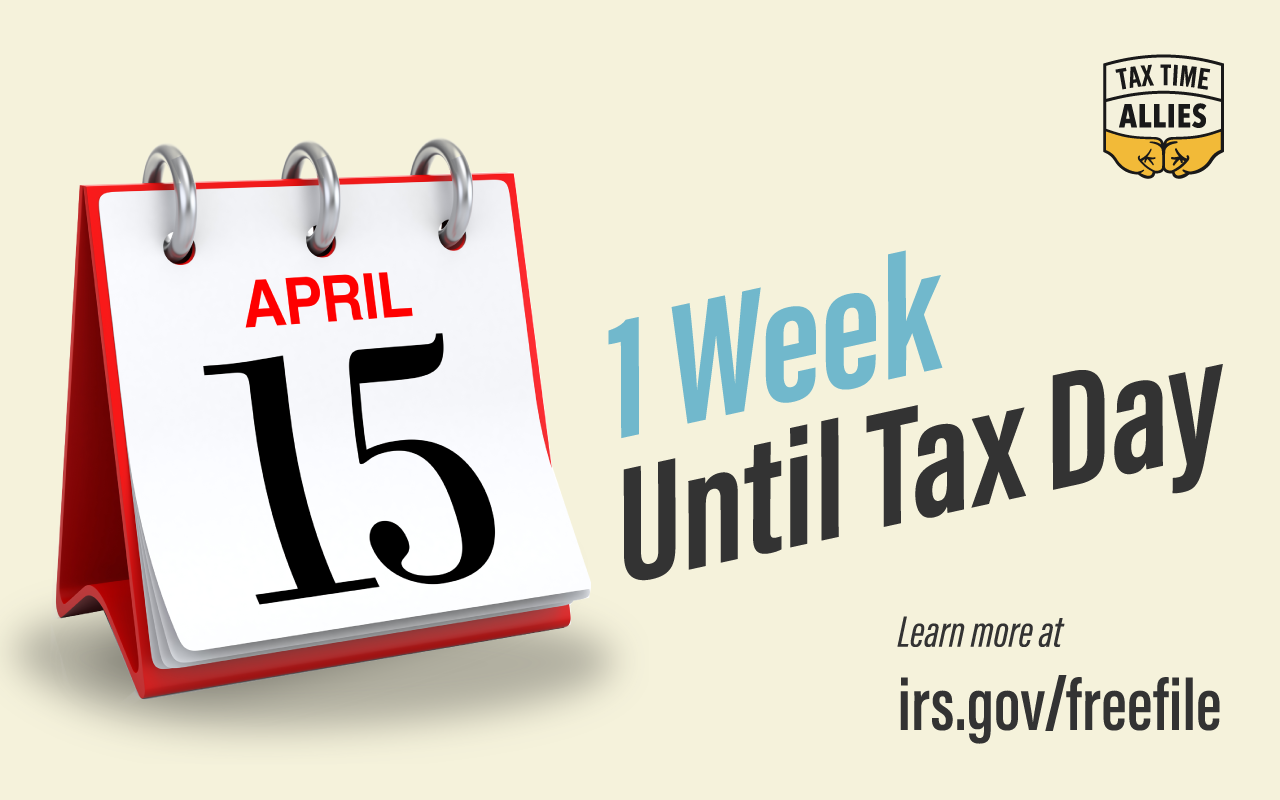 TAX TIME
ALLIES
APRIL
15
1 Week
Until Tax Day
Learn more at
irs.gov/freefile